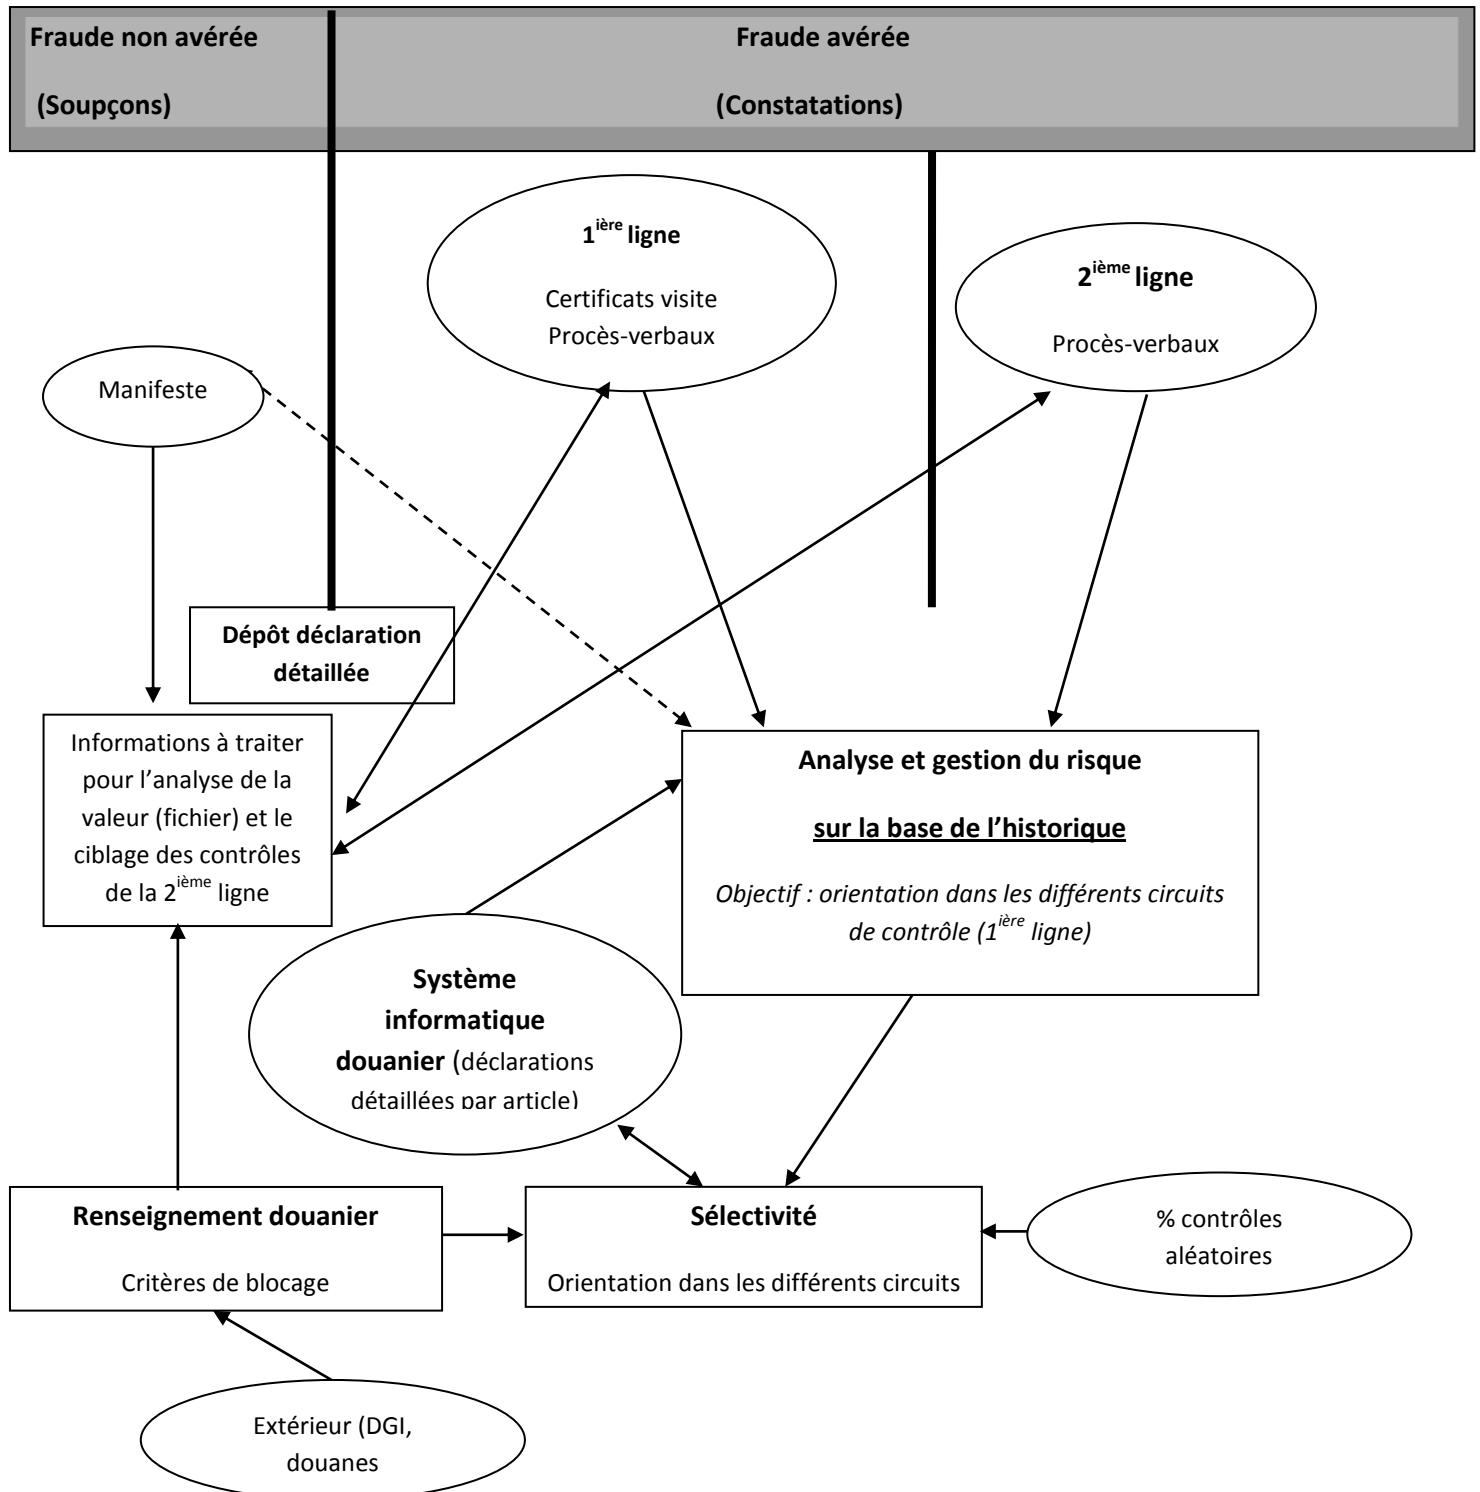 Fraude non avérée
Fraude avérée
(Soupçons)
(Constatations)
1ière ligne
Certificats visite
Procès-verbaux
2ième ligne
Procès-verbaux
Manifeste
Dépôt déclaration
détaillée
Informations à traiter
pour l’analyse de la
valeur (fichier) et le
ciblage des contrôles
de la 2ième ligne
Analyse et gestion du risque
sur la base de l’historique
Objectif : orientation dans les différents circuits
de contrôle (1ière ligne)
Système
informatique
douanier (déclarations
détaillées par article)
Renseignement douanier
Critères de blocage
Sélectivité
Orientation dans les différents circuits
% contrôles
aléatoires
Extérieur (DGI,
douanes